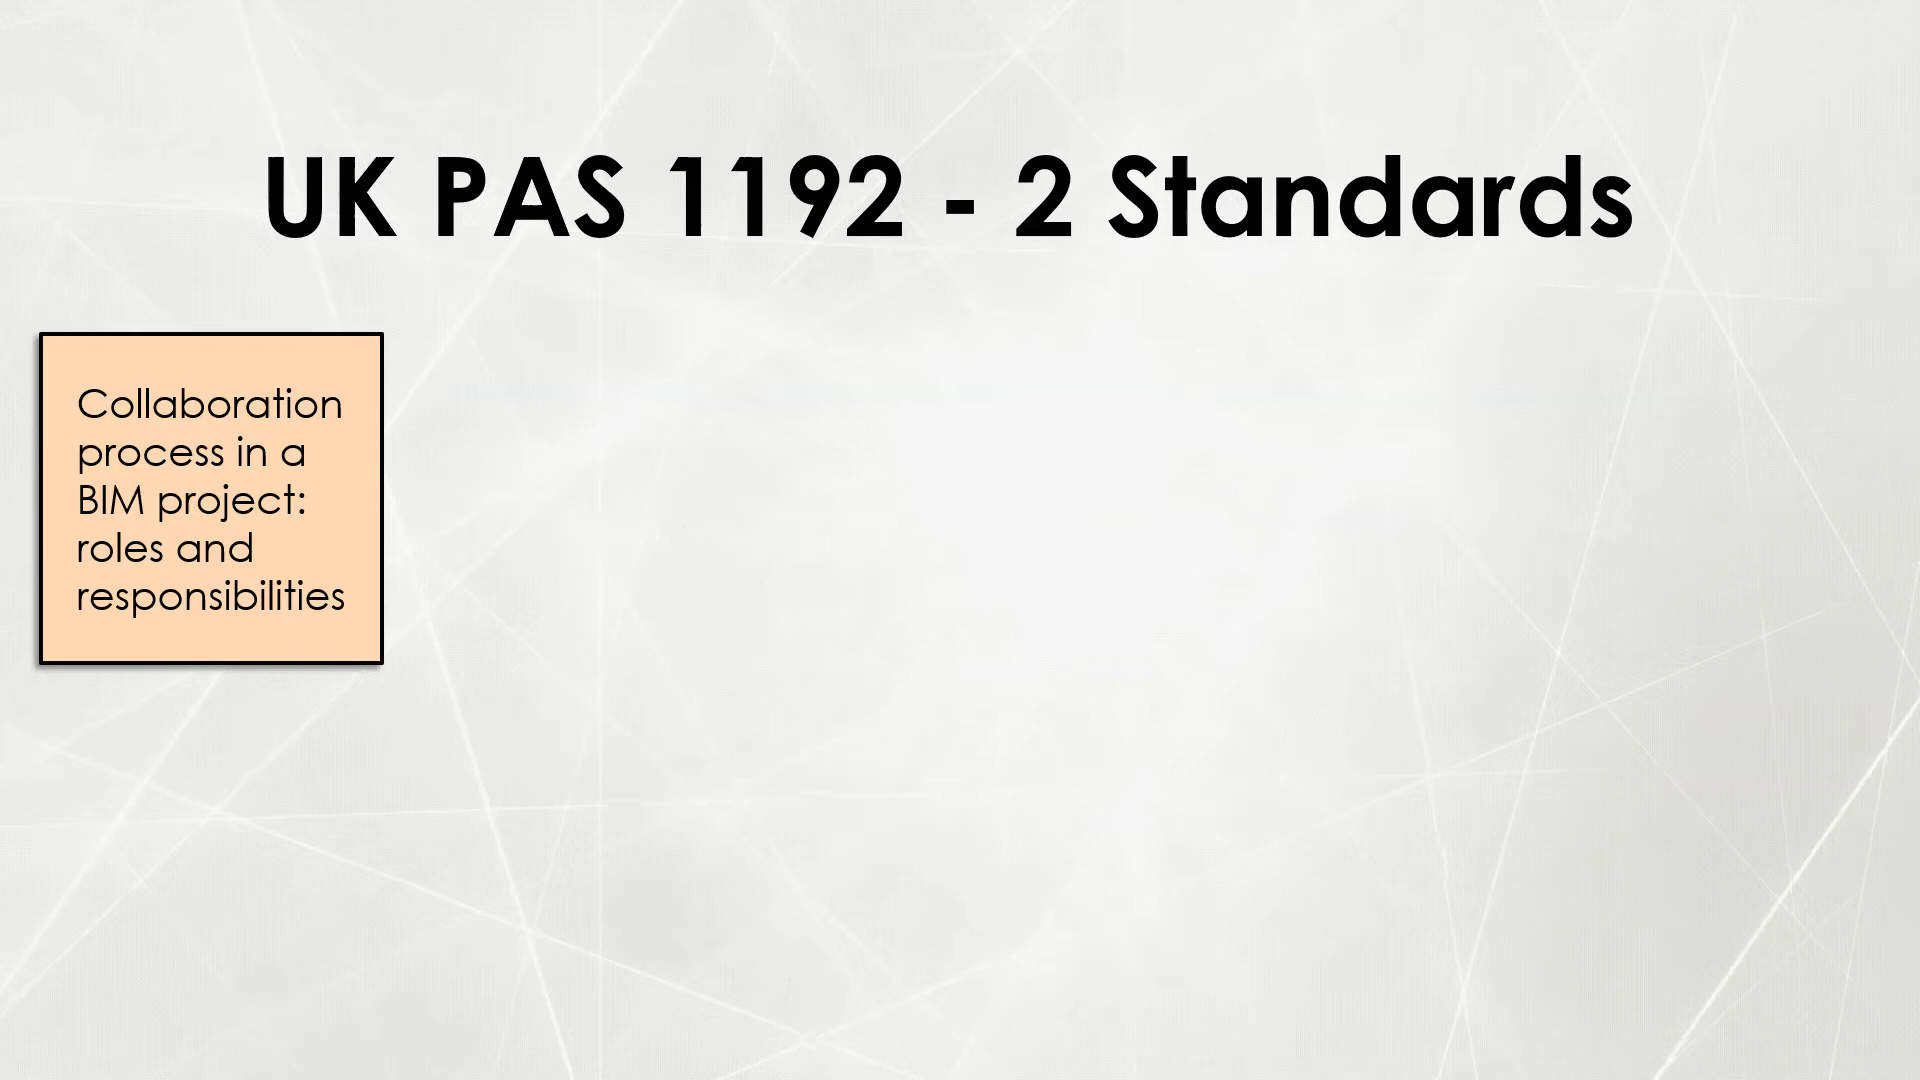 UK PAS 1192 - 2 Standards
Collaboration
process in a
BIM project:
roles and
responsibilities